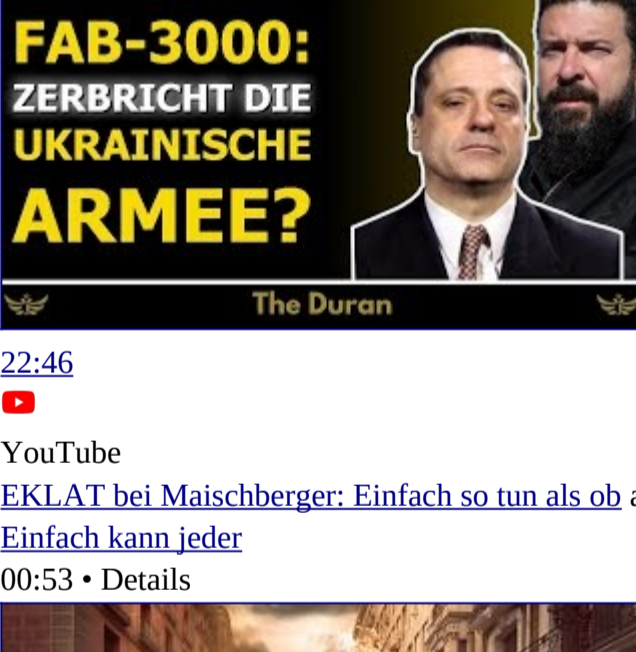 FAB-3000:
ZERBRICHT DIE
UKRAINISCHE
ARMEE?
The Duran
22:46
YouTube
EKLAT bei Maischberger: Einfach so tun als ob a
Einfach kann jeder
00:53 • Details